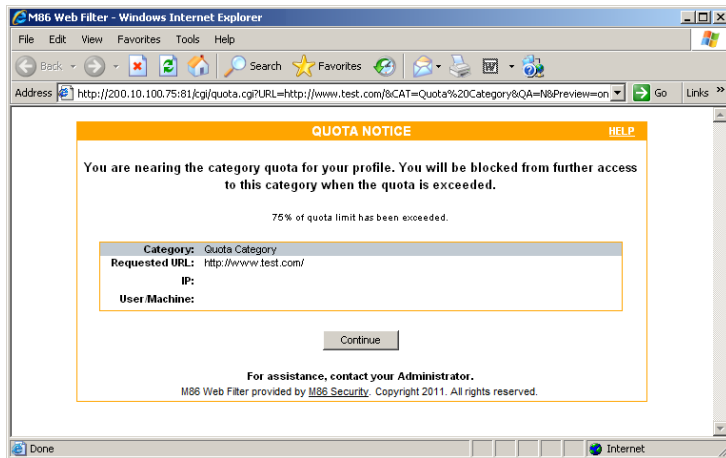 M86 Web Filter - Windows Internet Explorer
File Edit View Favorites Tools Help
Back Search Favorites
Address http://200.10.100.75:81/cgi/quota.cgi?URL=http://www.test.com/&CAT=Quota%20Category&QA=N&Preview=on Go Links »
QUOTA NOTICE HELP
You are nearing the category quota for your profile. You will be blocked from further access
to this category when the quota is exceeded.
75% of quota limit has been exceeded.
Category: Quota Category
Requested URL: http://www.test.com/
IP:
User/Machine:
Continue
For assistance, contact your Administrator.
M86 Web Filter provided by M86 Security. Copyright 2011. All rights reserved.
Done Internet